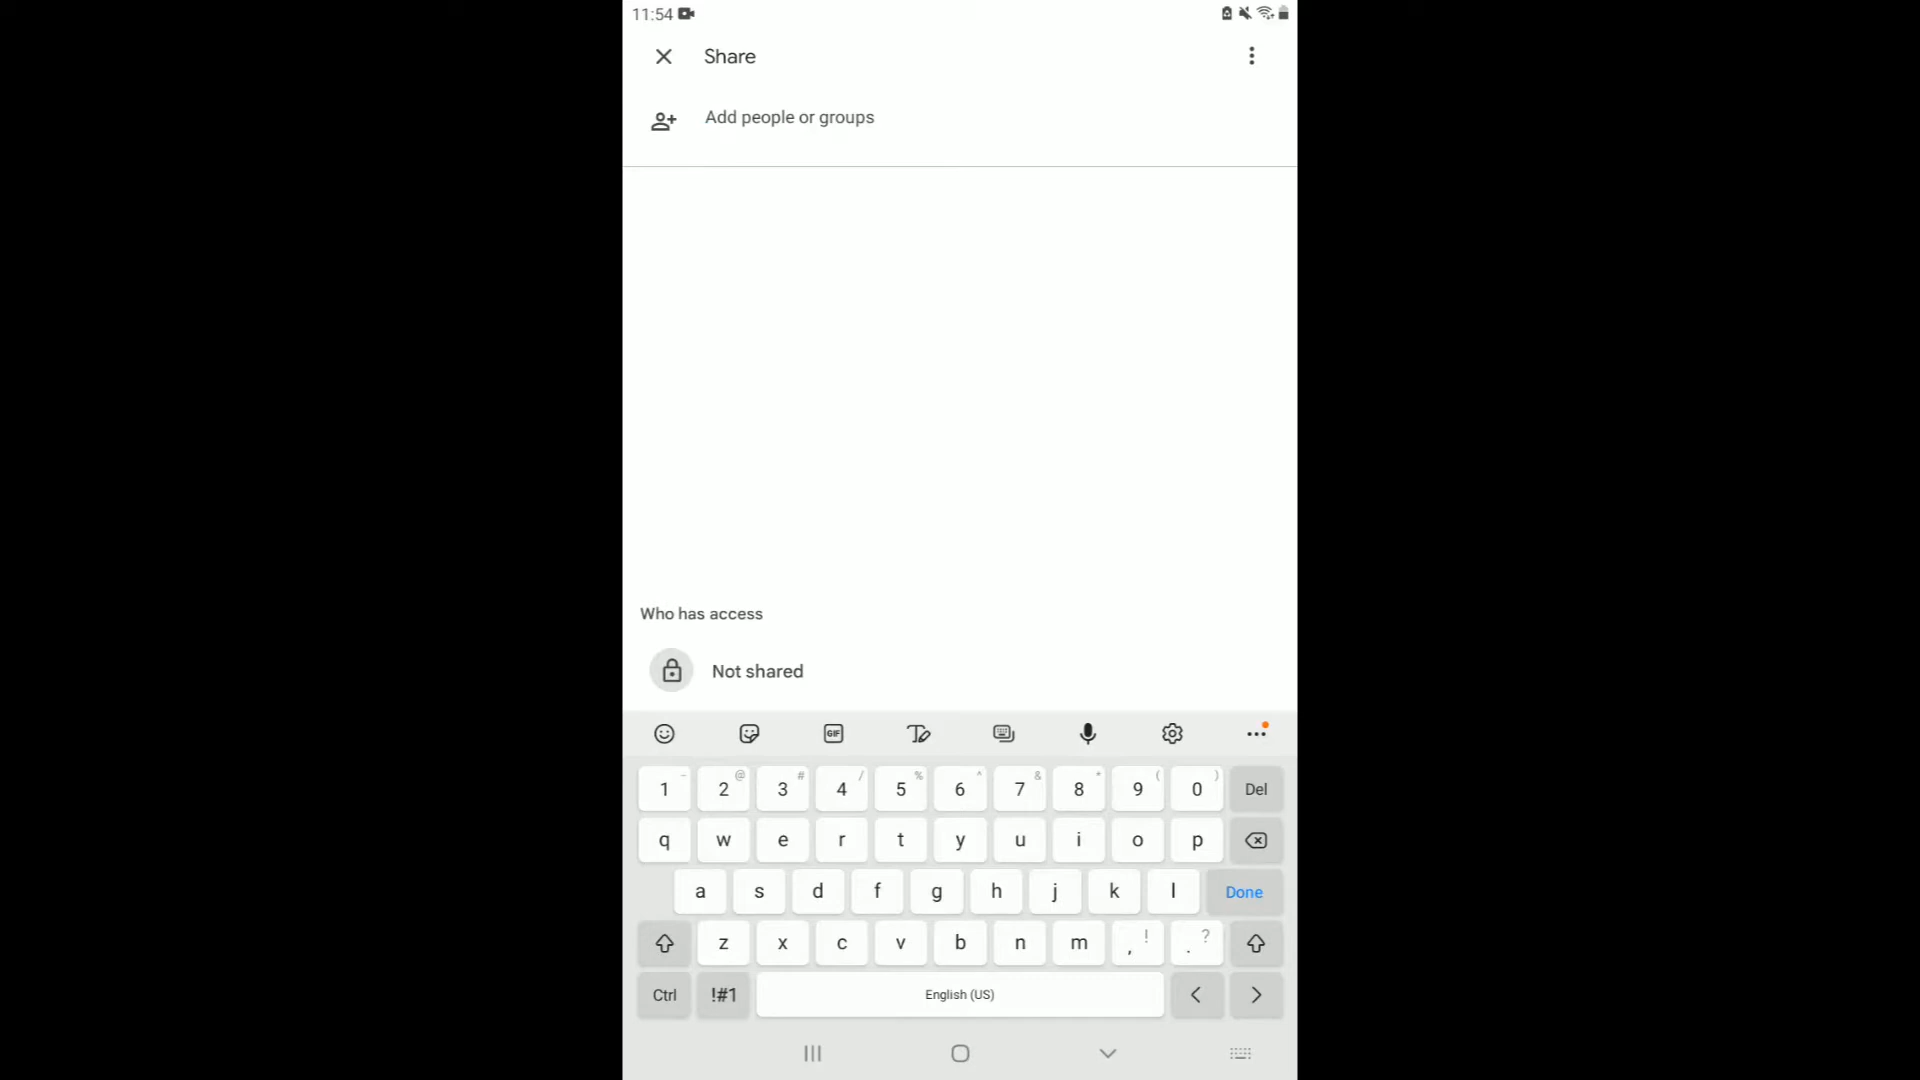 11:54
Share
Add people or groups
Who has access
Not shared
GIF
1 - 2 @ 3 # 4 / 5 % 6 ^ 7 & 8 * 9 ( 0 ) Del
q w e r t y u i o p
a s d f g h j k l Done
z x c v b n m , ! . ?
Ctrl !#1 English (US) < >